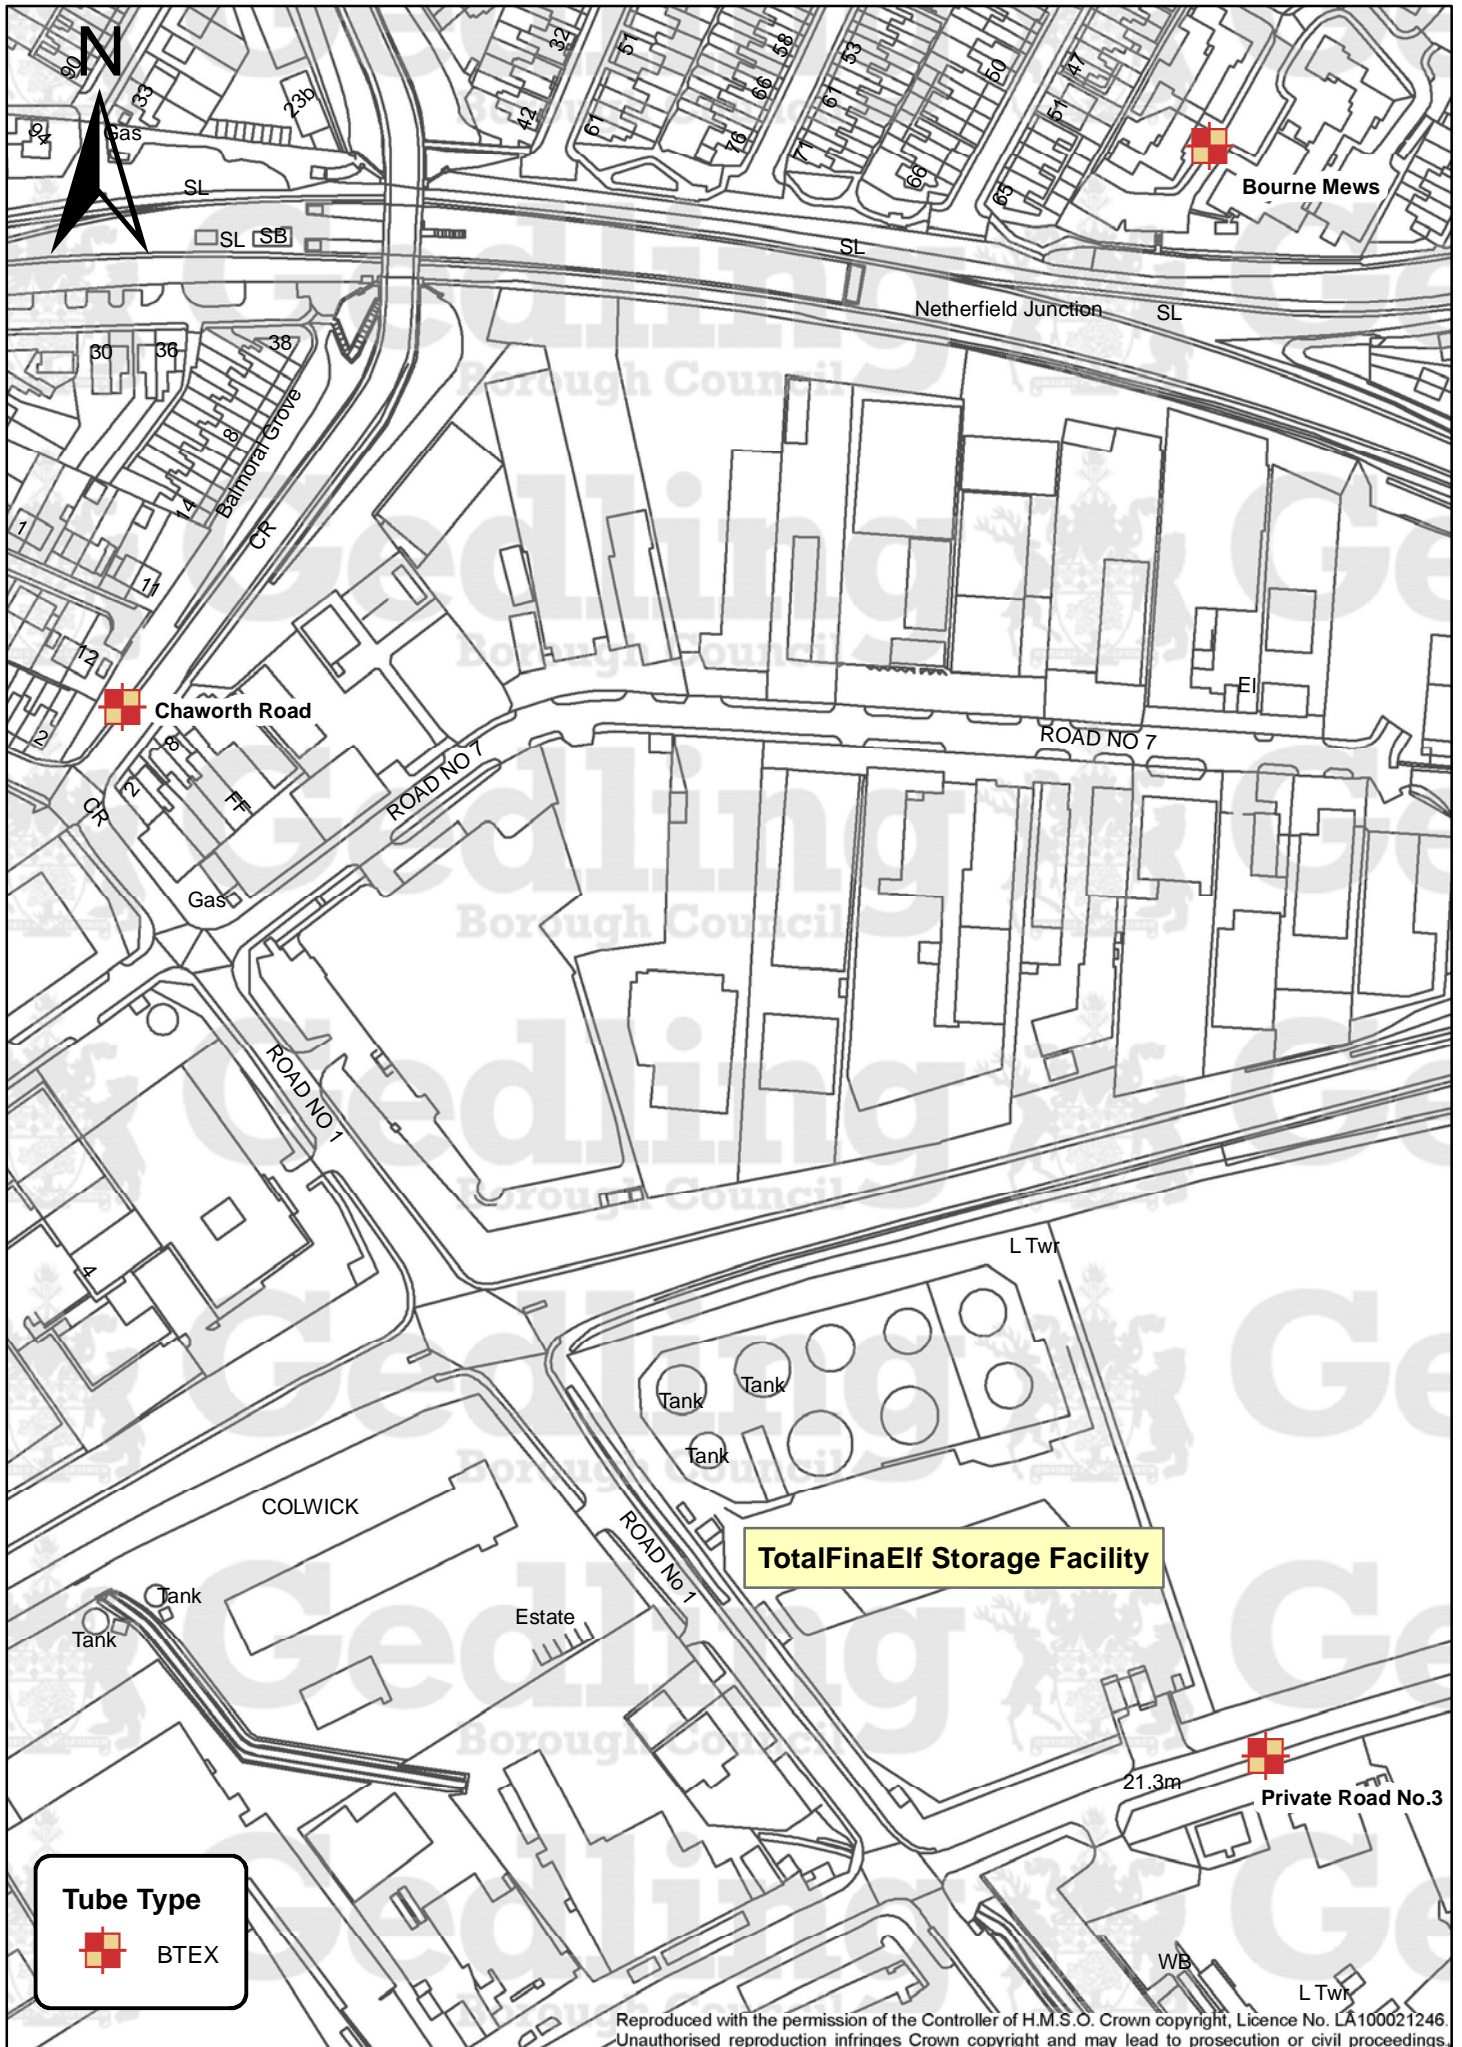 N
90
33
94
Gas
23b
32
42
51
61
58
66
76
53
61
71
50
66
47
51
65
Bourne Mews
SL
SL
SB
SL
SL
Netherfield Junction
30
36
38
8
14
Balmoral Grove
CR
1
11
12
2
Chaworth Road
8
2
FF
CR
Gas
ROAD NO 7
ROAD NO 7
El
ROAD NO 1
4
L Twr
Tank
Tank
Tank
COLWICK
ROAD No 1
TotalFinaElf Storage Facility
Tank
Tank
Estate
21.3m
Private Road No.3
WB
L Twr
Tube Type
BTEX
Gedling
Borough Council
Reproduced with the permission of the Controller of H.M.S.O. Crown copyright, Licence No. LA100021246.
Unauthorised reproduction infringes Crown copyright and may lead to prosecution or civil proceedings.